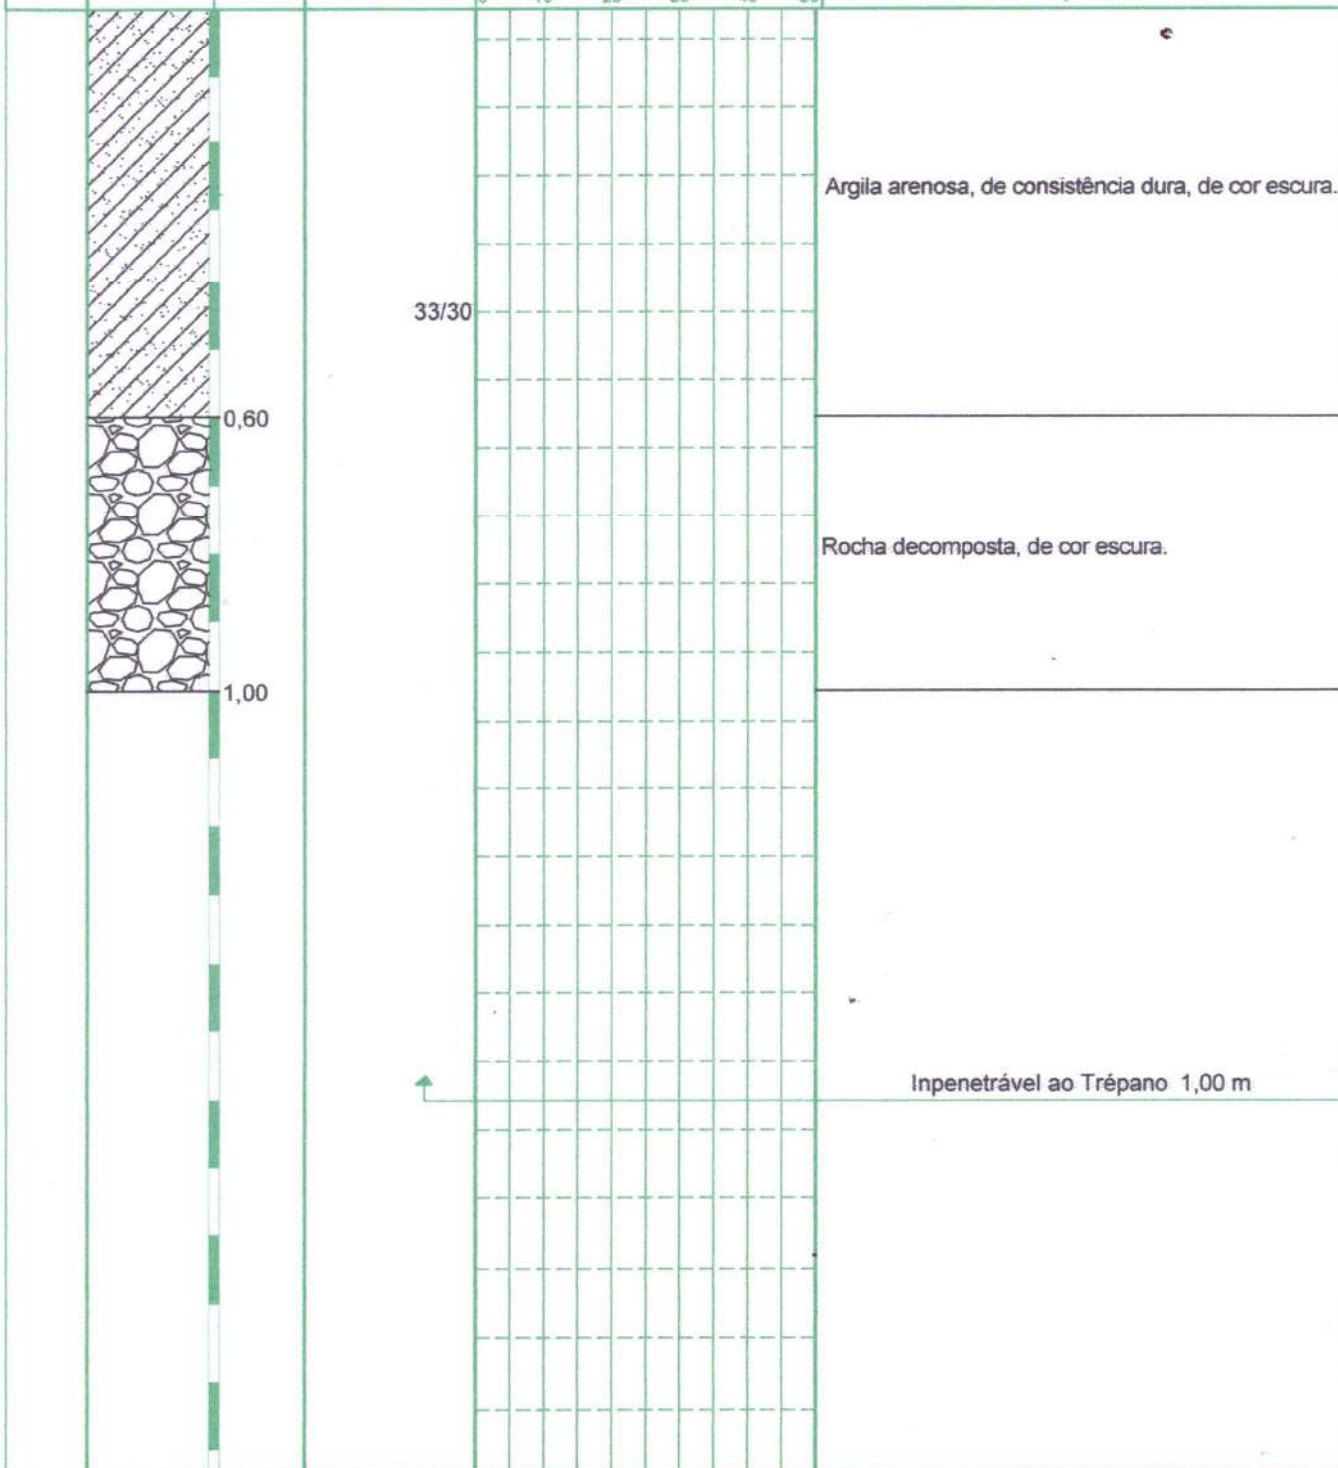 Argila arenosa, de consistência dura, de cor escura.
33/30
0,60
Rocha decomposta, de cor escura.
1,00
Inpenetrável ao Trépano 1,00 m